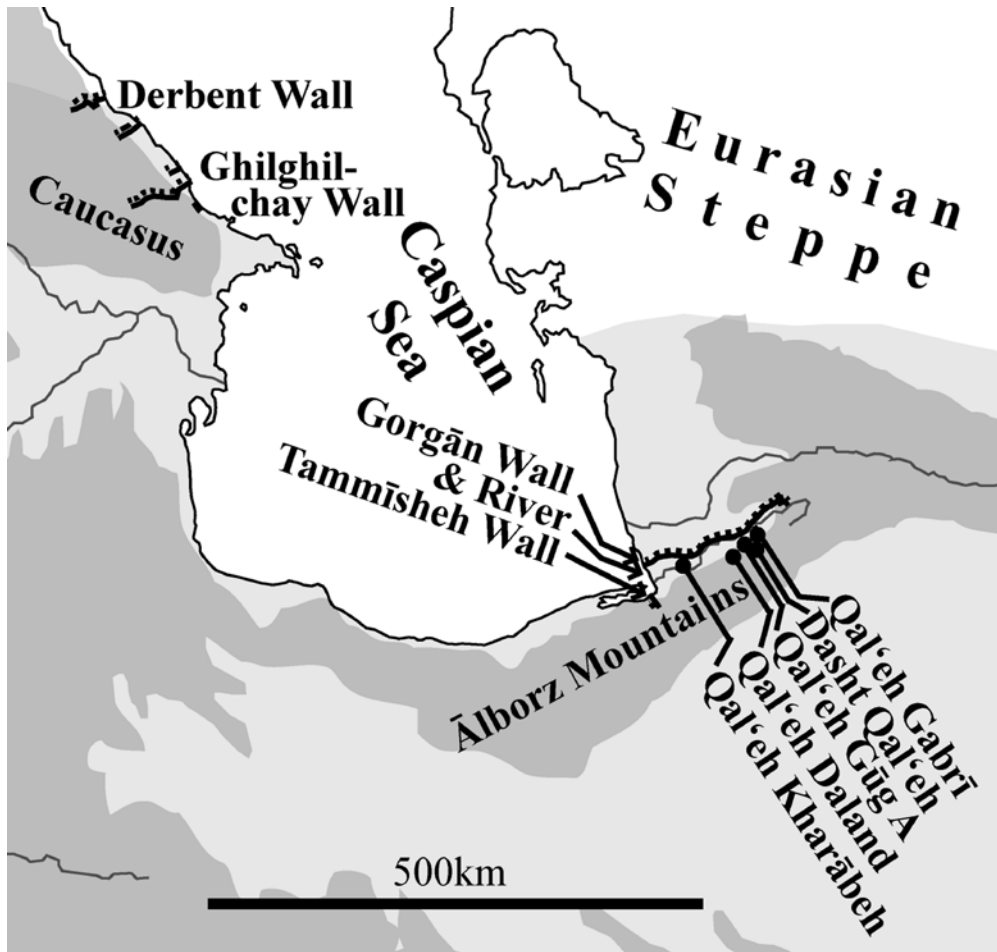 Derbent Wall
Ghilghil-
chay Wall
Caucasus
Caspian
Sea
Eurasian
Steppe
Gorgān Wall
& River
Tammīsheh Wall
Ālborz Mountains
Qal‘eh Gabrī
Dasht Qal‘eh
Qal‘eh Gūg A
Qal‘eh Daland
Qal‘eh Kharābeh
500km